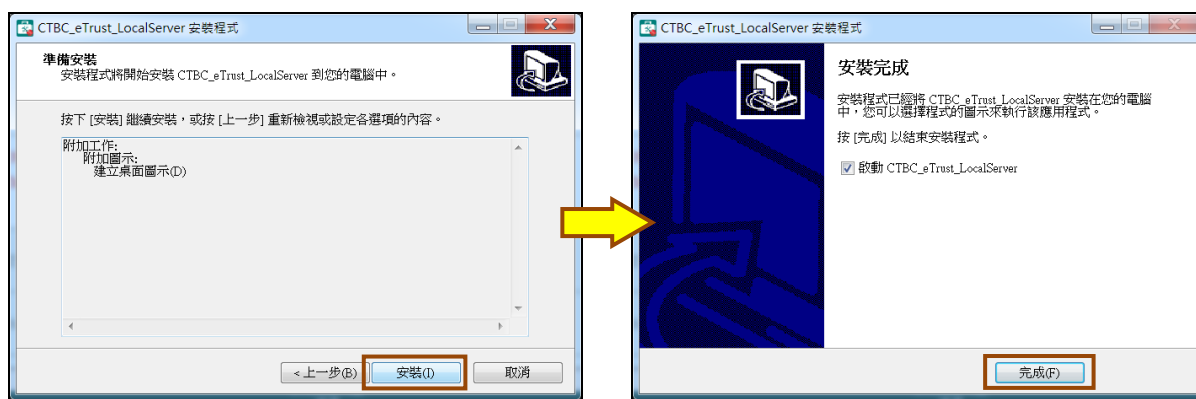 CTBC_eTrust_LocalServer 安裝程式
準備安裝
安裝程式將開始安裝 CTBC_eTrust_LocalServer 到您的電腦中。
按下 [安裝] 繼續安裝，或按 [上一步] 重新檢視或設定各選項的內容。
附加工作:
附加圖示:
建立桌面圖示(D)
<上一步(B)
安裝(I)
取消
CTBC_eTrust_LocalServer 安裝程式
安裝完成
安裝程式已經將 CTBC_eTrust_LocalServer 安裝在您的電腦
中，您可以選擇程式的圖示來執行該應用程式。
按 [完成] 以結束安裝程式。
啟動 CTBC_eTrust_LocalServer
完成(F)